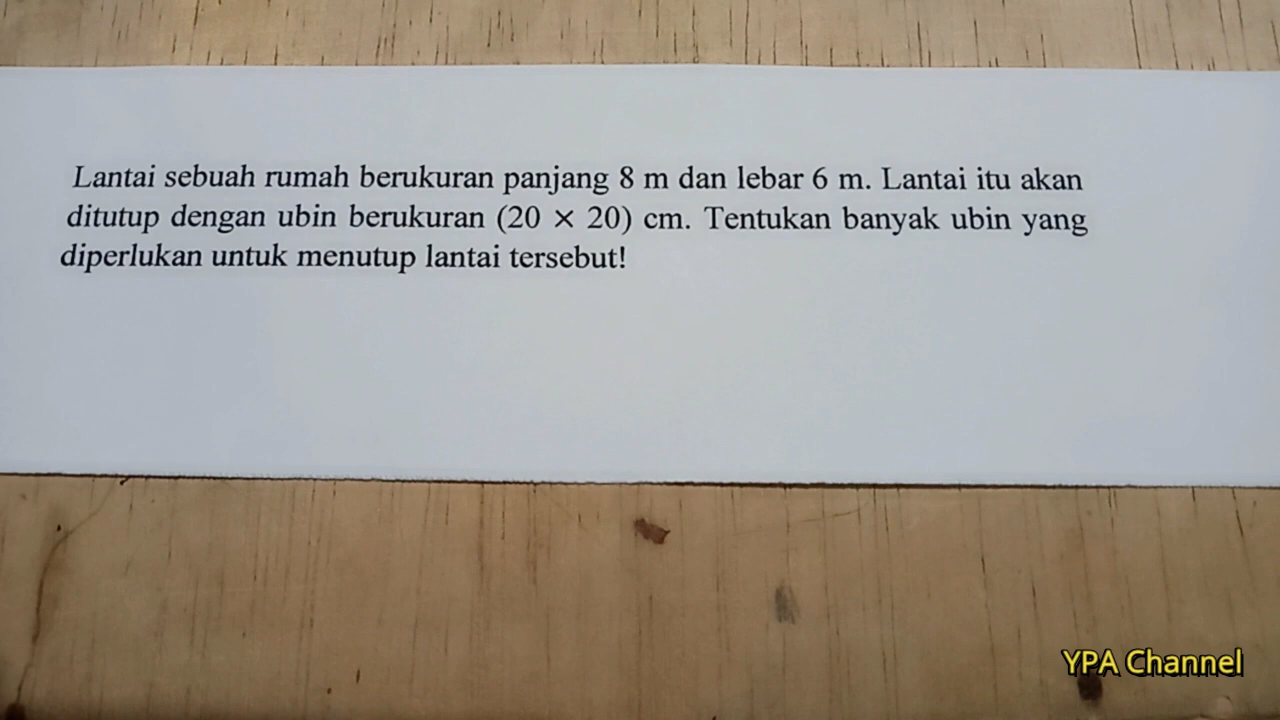 Lantai sebuah rumah berukuran panjang 8 m dan lebar 6 m. Lantai itu akan
ditutup dengan ubin berukuran (20 × 20) cm. Tentukan banyak ubin yang
diperlukan untuk menutup lantai tersebut!
YPA Channel